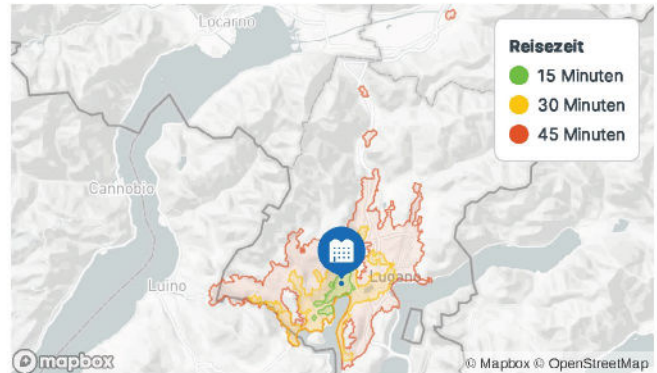 Locarno
Reisezeit
15 Minuten
30 Minuten
45 Minuten
Cannobio
Lugano
Luino
mapbox
© Mapbox © OpenStreetMap